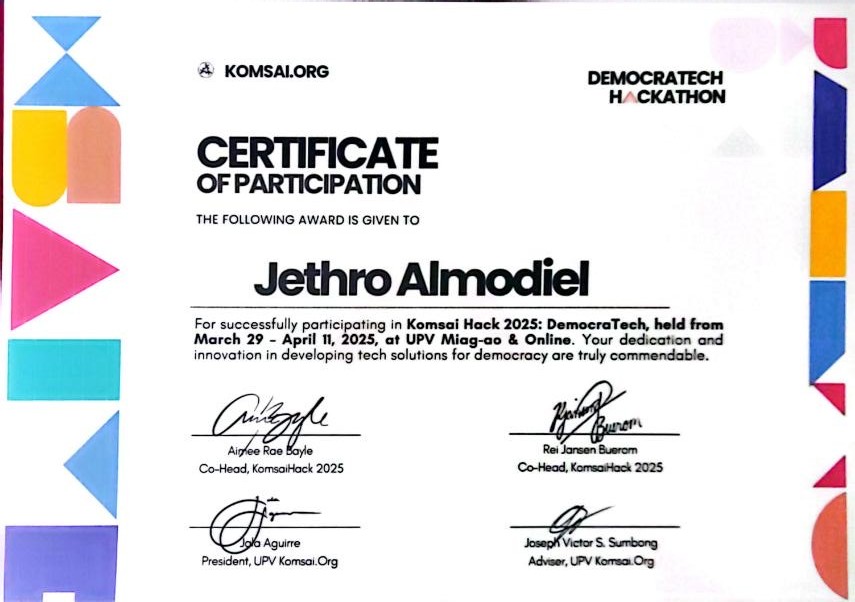 KOMSAI.ORG
DEMOCRATECH
HACKATHON
CERTIFICATE
OF PARTICIPATION
THE FOLLOWING AWARD IS GIVEN TO
Jethro Almodiel
For successfully participating in Komsai Hack 2025: DemocraTech, held from
March 29 - April 11, 2025, at UPV Miag-ao & Online. Your dedication and
innovation in developing tech solutions for democracy are truly commendable.
Aimee Rae Bayle
Co-Head, KomsaiHack 2025
Rei Jansen Buerom
Co-Head, KomsaiHack 2025
Jola Aguirre
President, UPV Komsai.Org
Joseph Victor S. Sumbong
Adviser, UPV Komsai.Org